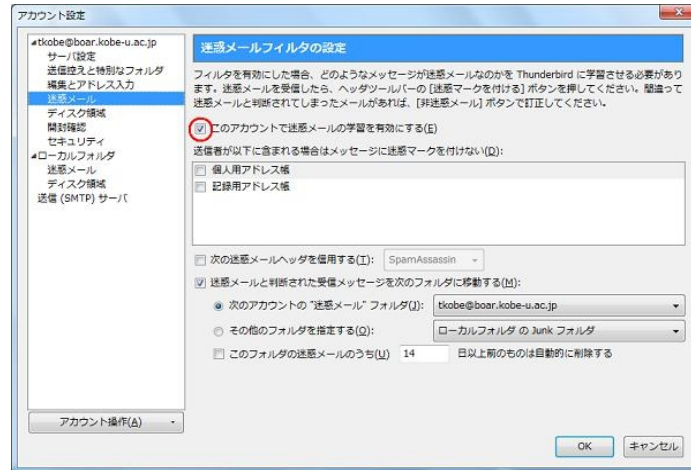 アカウント設定
tkobe@boar.kobe-u.ac.jp
サーバ設定
送信控えと特別なフォルダ
編集とアドレス入力
迷惑メール
ディスク領域
開封確認
セキュリティ
ローカルフォルダ
迷惑メール
ディスク領域
送信 (SMTP) サーバ
アカウント操作(A)
迷惑メールフィルタの設定
フィルタを有効にした場合、どのようなメッセージが迷惑メールなのかを Thunderbird に学習させる必要があり
ます。迷惑メールを受信したら、ヘッダツールバーの [迷惑マークを付ける] ボタンを押してください。間違って
迷惑メールと判断されてしまったメールがあれば、[非迷惑メール] ボタンで訂正してください。
このアカウントで迷惑メールの学習を有効にする(E)
送信者が以下に含まれる場合はメッセージに迷惑マークを付けない(D):
個人用アドレス帳
記録用アドレス帳
次の迷惑メールヘッダを信用する(T): SpamAssassin
迷惑メールと判断された受信メッセージを次のフォルダに移動する(M):
次のアカウントの "迷惑メール" フォルダ(J): tkobe@boar.kobe-u.ac.jp
その他のフォルダを指定する(O): ローカルフォルダ の Junk フォルダ
このフォルダの迷惑メールのうち(U) 14 日以上前のものは自動的に削除する
OK キャンセル